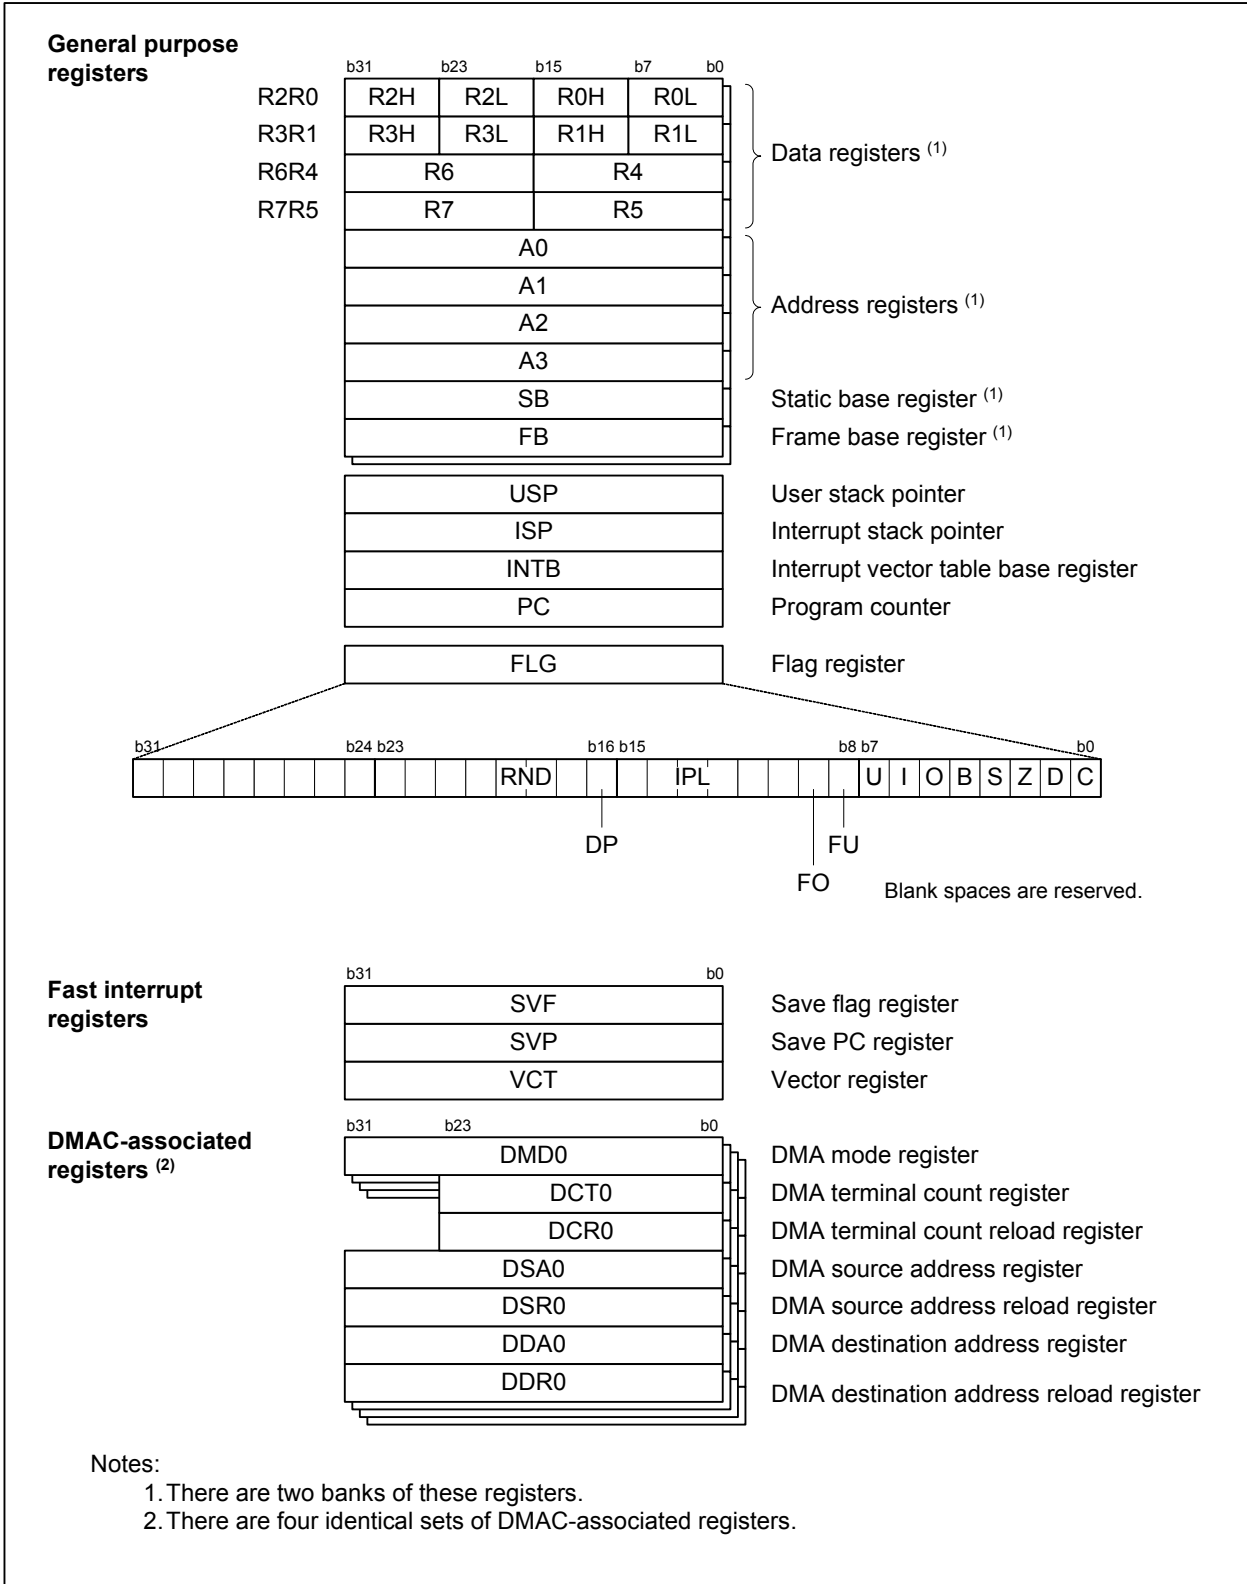 General purpose
registers
b31 b23 b15 b7 b0
R2R0 R2H R2L R0H R0L
R3R1 R3H R3L R1H R1L
Data registers (1)
R6R4 R6 R4
R7R5 R7 R5
A0
A1
Address registers (1)
A2
A3
SB Static base register (1)
FB Frame base register (1)
USP User stack pointer
ISP Interrupt stack pointer
INTB Interrupt vector table base register
PC Program counter
FLG Flag register
b31 b24 b23 b16 b15 b8 b7 b0
RND IPL U I O B S Z D C
DP FU
FO
Blank spaces are reserved.
Fast interrupt
registers
b31 b0
SVF Save flag register
SVP Save PC register
VCT Vector register
DMAC-associated
registers (2)
b31 b23 b0
DMD0 DMA mode register
DCT0 DMA terminal count register
DCR0 DMA terminal count reload register
DSA0 DMA source address register
DSR0 DMA source address reload register
DDA0 DMA destination address register
DDR0 DMA destination address reload register
Notes:
1. There are two banks of these registers.
2. There are four identical sets of DMAC-associated registers.